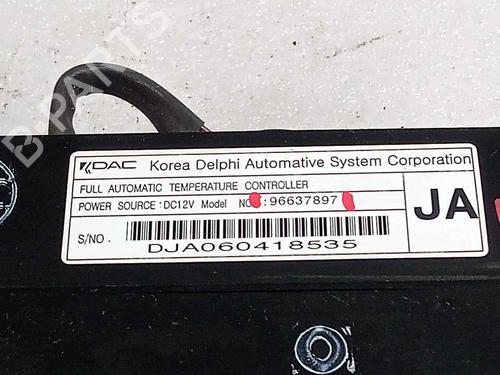 B-PARTS
KDAC Korea Delphi Automative System Corporation
FULL AUTOMATIC TEMPERATURE CONTROLLER
POWER SOURCE : DC12V Model NO :96637897
JA
S/NO.
DJA060418535